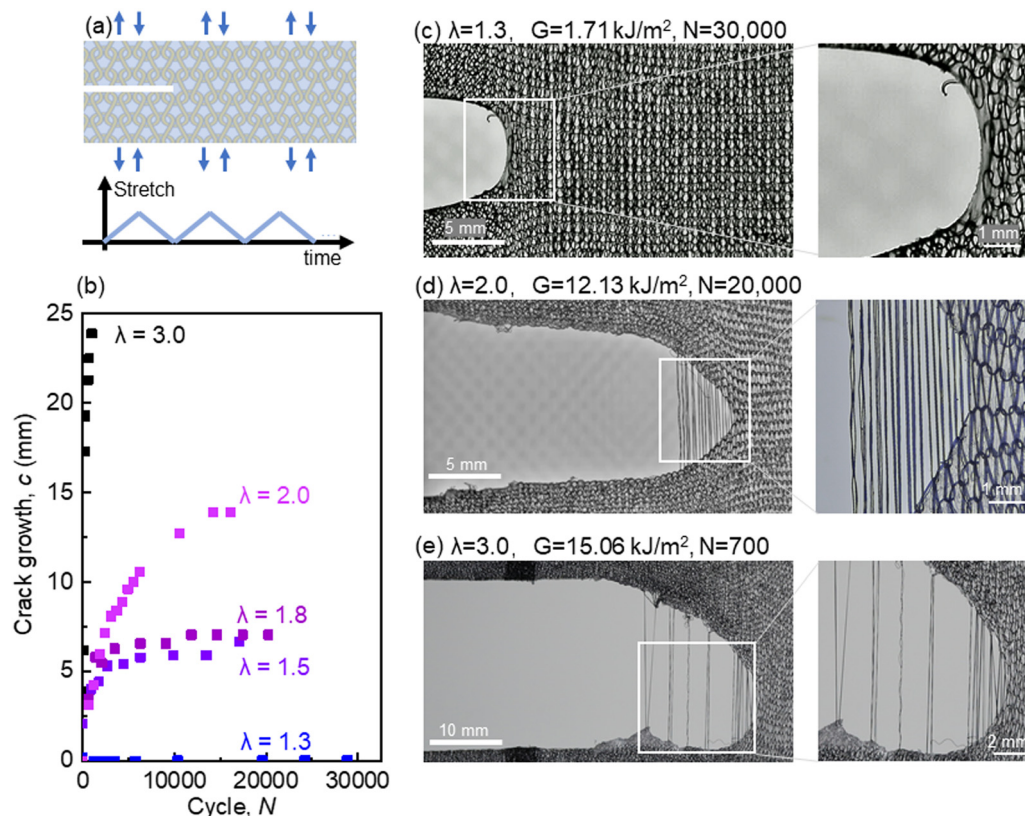 (a)
Stretch
time
(b)
Crack growth, c (mm)
25
20
15
10
5
0
λ = 3.0
λ = 2.0
λ = 1.8
λ = 1.5
λ = 1.3
0 10000 20000 30000
Cycle, N
(c) λ=1.3, G=1.71 kJ/m², N=30,000
5 mm
1 mm
(d) λ=2.0, G=12.13 kJ/m², N=20,000
5 mm
1 mm
(e) λ=3.0, G=15.06 kJ/m², N=700
10 mm
2 mm